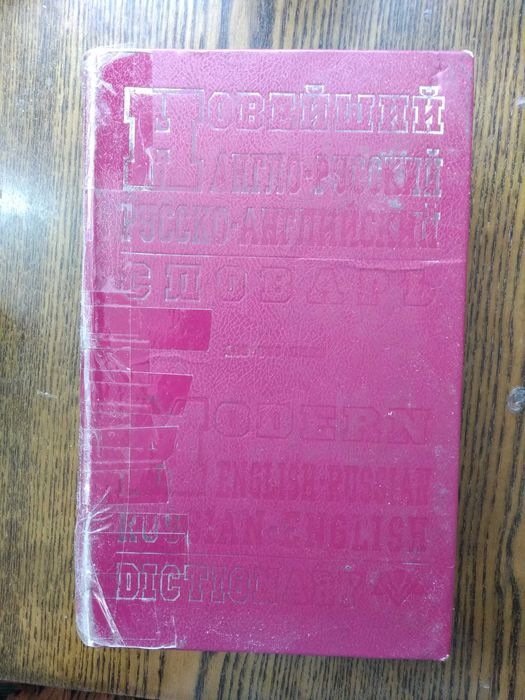 НОВЕЙШИЙ
АНГЛО-РУССКИЙ
РУССКО-АНГЛИЙСКИЙ
СЛОВАРЬ
MODERN
ENGLISH-RUSSIAN
RUSSIAN-ENGLISH
DICTIONARY